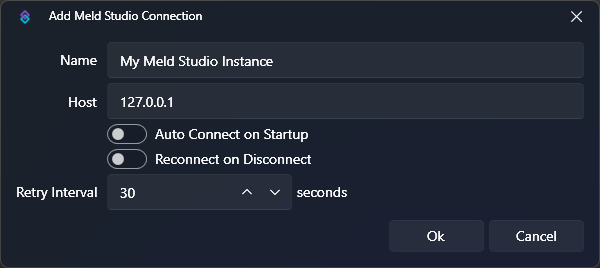 Add Meld Studio Connection
Name My Meld Studio Instance
Host 127.0.0.1
Auto Connect on Startup
Reconnect on Disconnect
Retry Interval 30 seconds
Ok Cancel